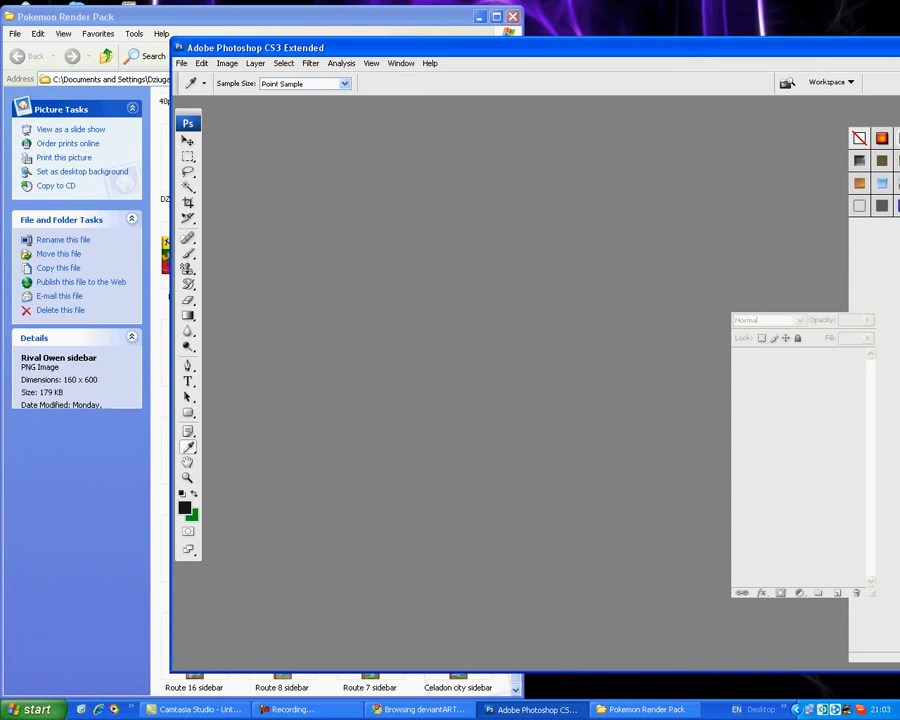 Pokemon Render Pack
File Edit View Favorites Tools Help
Back Search
Address C:\Documents and Settings\Dziuga
Adobe Photoshop CS3 Extended
File Edit Image Layer Select Filter Analysis View Window Help
Sample Size: Point Sample
Workspace
Ps
Picture Tasks
View as a slide show
Order prints online
Print this picture
Set as desktop background
Copy to CD
File and Folder Tasks
Rename this file
Move this file
Copy this file
Publish this file to the Web
E-mail this file
Delete this file
Details
Rival Owen sidebar
PNG Image
Dimensions: 160 x 600
Size: 179 KB
Date Modified: Monday,
Normal Opacity:
Lock: Fill:
Route 16 sidebar Route 8 sidebar Route 7 sidebar Celadon city sidebar
start Camtasia Studio - Unt... Recording... Browsing deviantART... Adobe Photoshop CS... Pokemon Render Pack EN Desktop 21:03